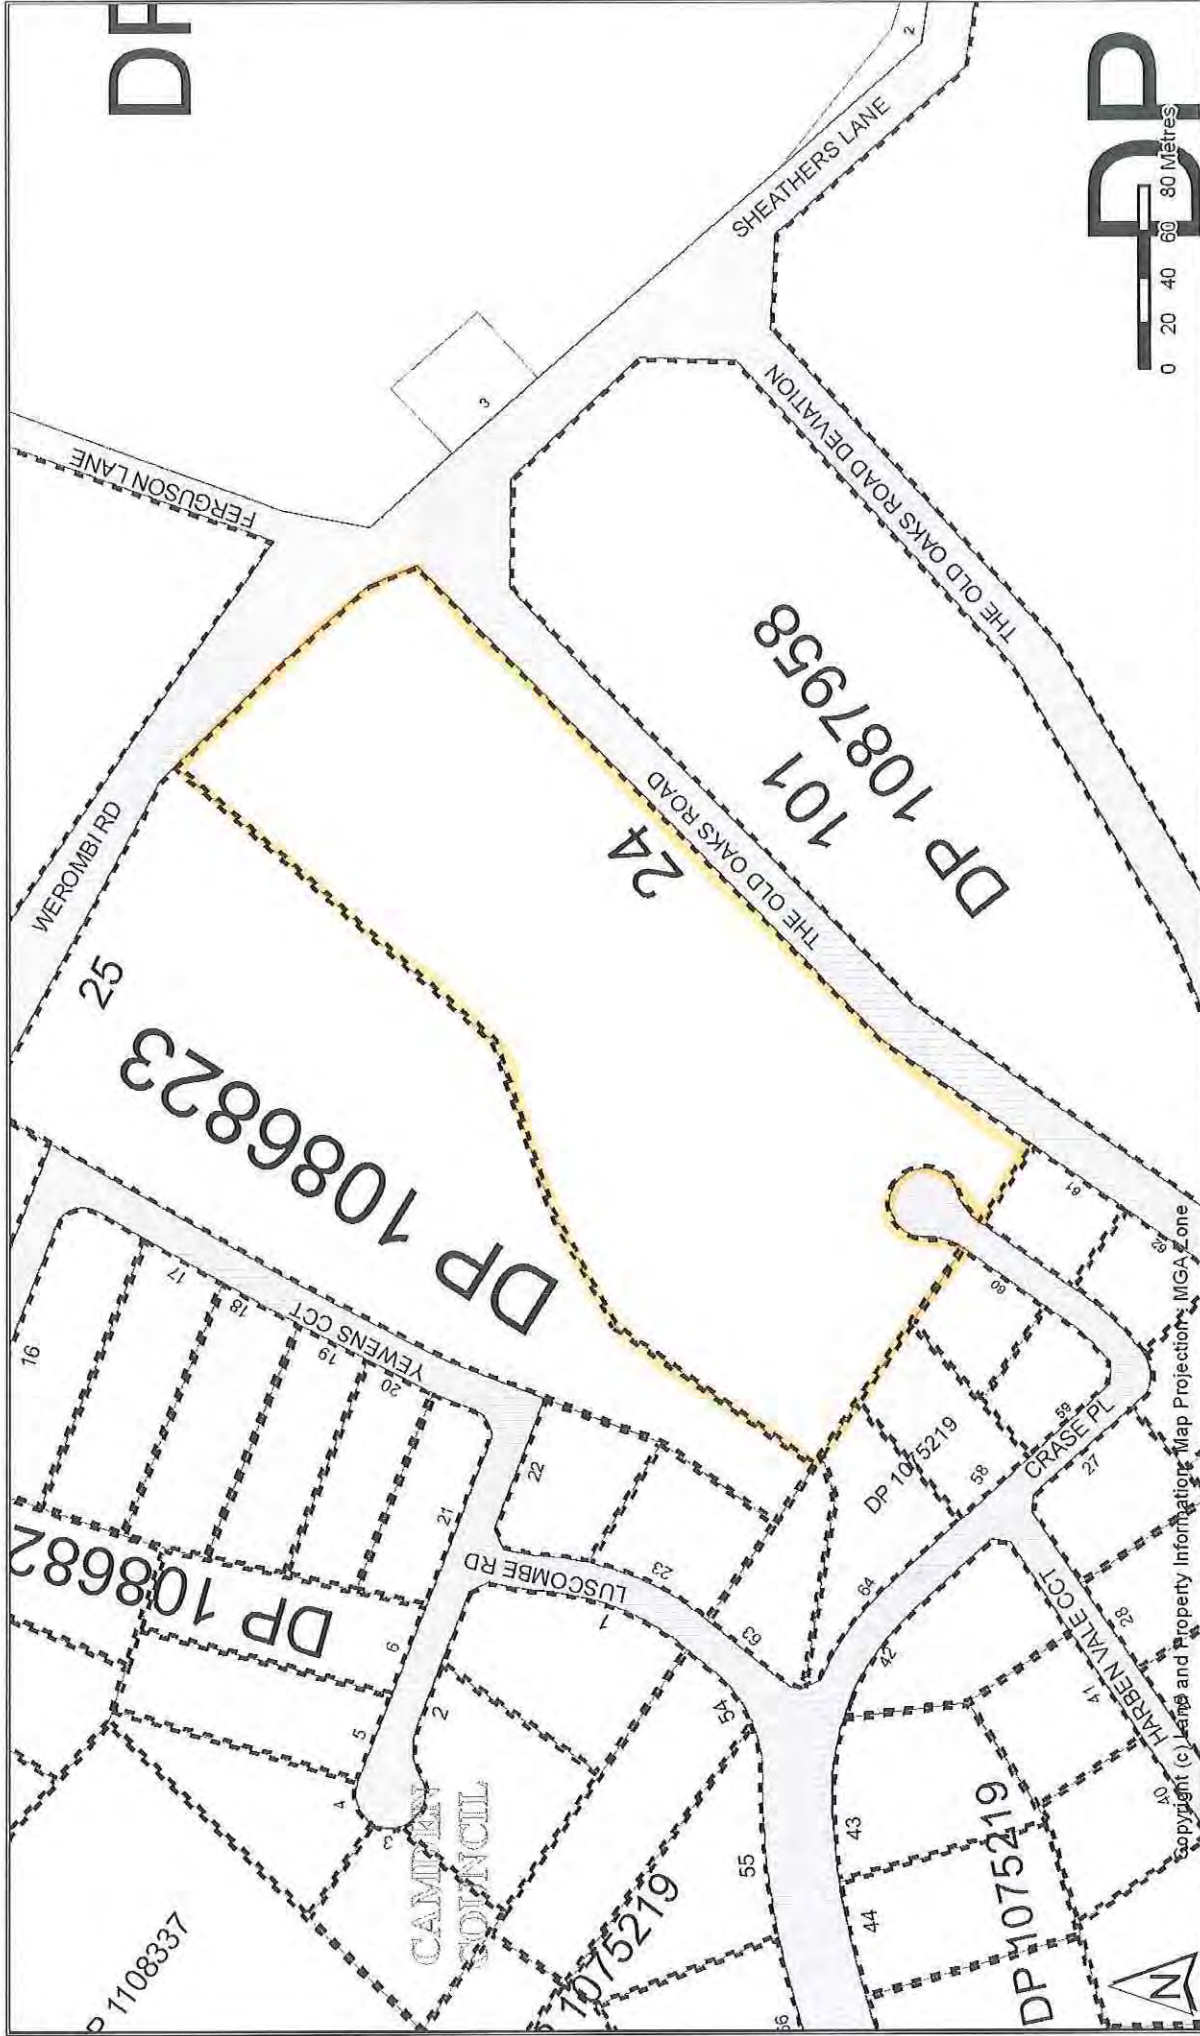 DP
2
DP
SHEATHERS LANE
0 20 40 60 80 Metres
3
FERGUSON LANE
THE OLD OAKS ROAD DEVIATION
WEROMBI RD
THE OLD OAKS ROAD
24
101
DP 1087958
25
DP 1086823
16
17
18
19
20
YEWENS CCT
21
22
DP 108682
LUSCOMBE RD
23
1
6
5
4
3
2
63
64
54
CAMDEN
COUNCIL
P 1108337
1075219
55
56
DP 1075219
58
59
60
61
62
CRASE PL
27
28
HARBEN VALE CCT
42
41
40
43
44
DP 1075219
N
Copyright (c) Land and Property Information, Map Projection : MGA Zone